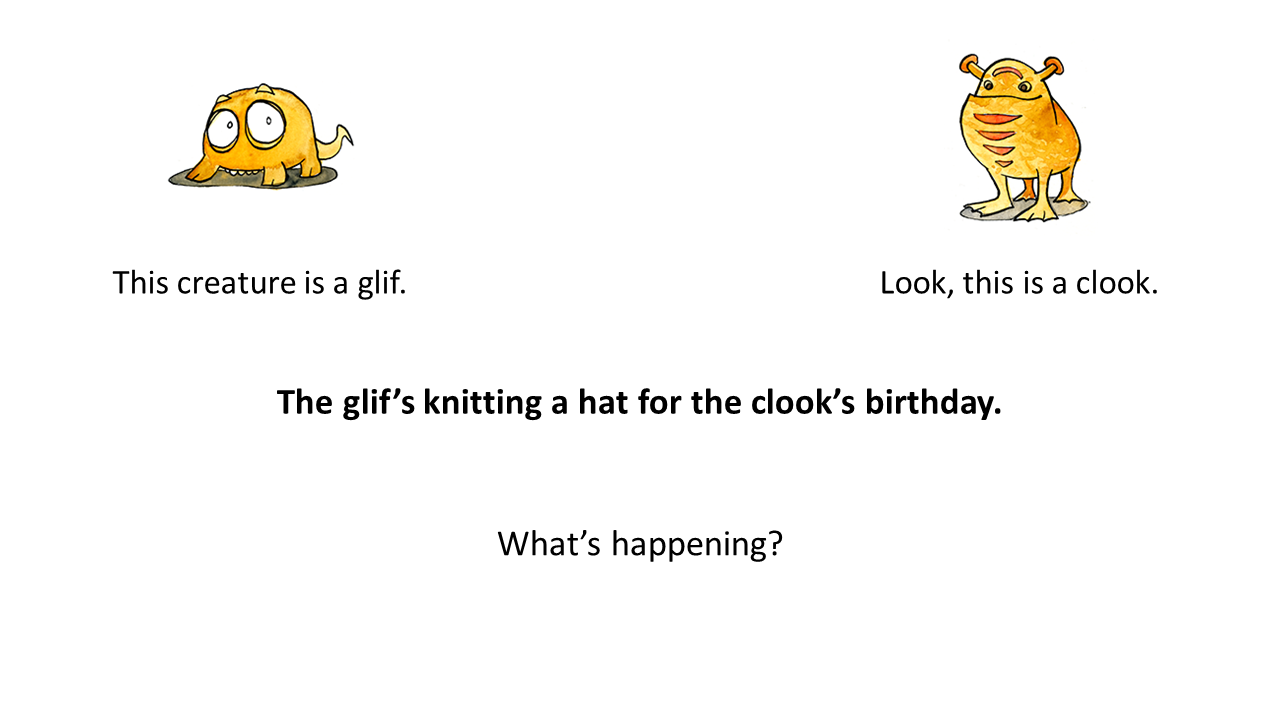 This creature is a glif.
Look, this is a clook.
The glif’s knitting a hat for the clook’s birthday.
What’s happening?